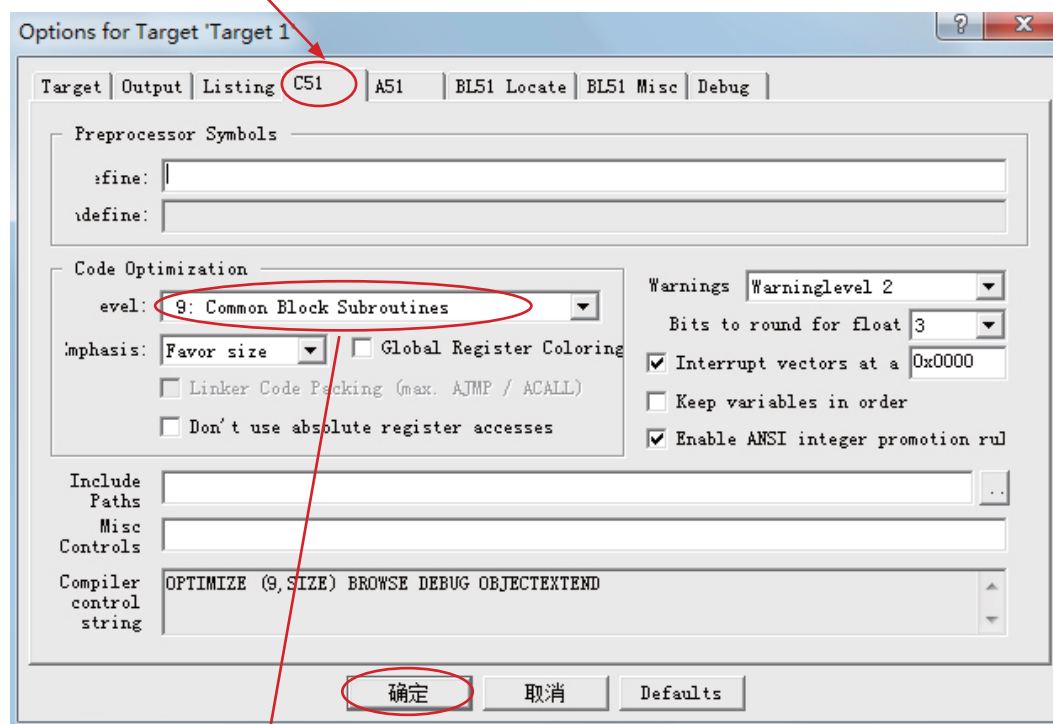 Options for Target 'Target 1'
Target Output Listing C51 A51 BL51 Locate BL51 Misc Debug
Preprocessor Symbols
efine:
define:
Code Optimization
evel: 9: Common Block Subroutines
Warnings Warninglevel 2
Bits to round for float 3
mphasis: Favor size Global Register Coloring
Interrupt vectors at a 0x0000
Linker Code Packing (max. AJMP / ACALL)
Keep variables in order
Don't use absolute register accesses
Enable ANSI integer promotion rul
Include Paths
..
Misc Controls
Compiler control string
OPTIMIZE (9,SIZE) BROWSE DEBUG OBJECTEXTEND
确定 取消 Defaults